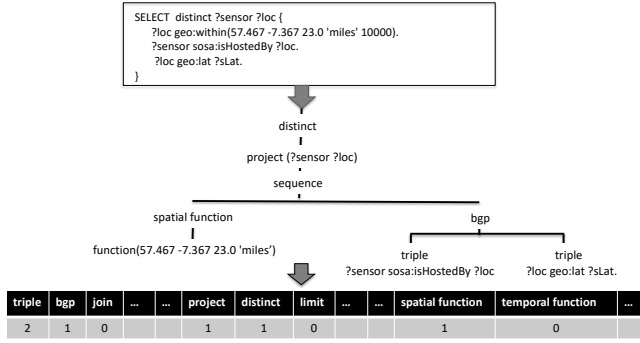 SELECT distinct ?sensor ?loc {
?loc geo:within(57.467 -7.367 23.0 'miles' 10000).
?sensor sosa:isHostedBy ?loc.
?loc geo:lat ?sLat.
}
distinct
project (?sensor ?loc)
sequence
spatial function bgp
function(57.467 -7.367 23.0 'miles’)
triple triple
?sensor sosa:isHostedBy ?loc ?loc geo:lat ?sLat.
triple bgp join ... ... project distinct limit ... ... spatial function temporal function ...
2 1 0 1 1 0 1 0